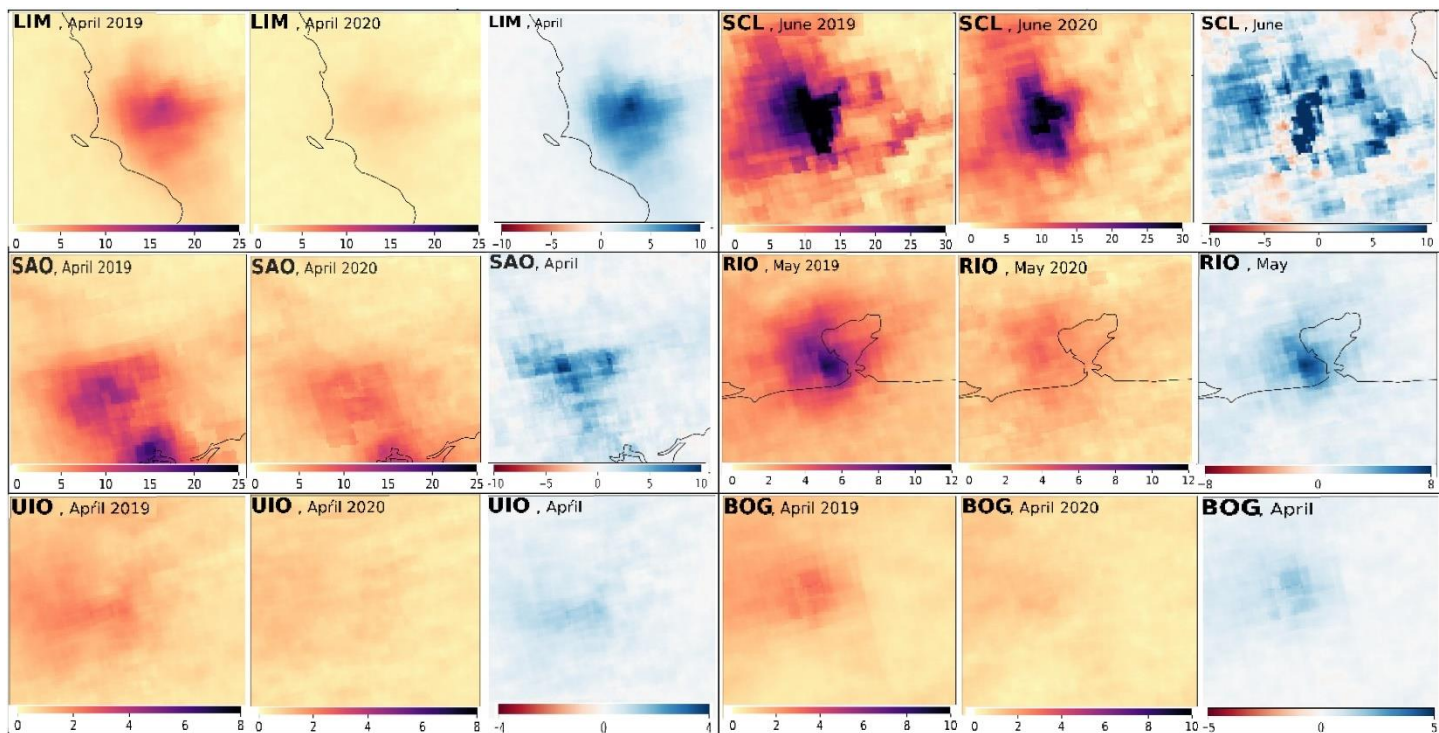 LIM, April 2019
LIM, April 2020
LIM, April
SCL, June 2019
SCL, June 2020
SCL, June
0 5 10 15 20 25
0 5 10 15 20 25
−10 −5 0 5 10
0 5 10 15 20 25 30
0 5 10 15 20 25 30
−10 −5 0 5 10
SAO, April 2019
SAO, April 2020
SAO, April
RIO, May 2019
RIO, May 2020
RIO, May
0 5 10 15 20 25
0 5 10 15 20 25
−10 −5 0 5 10
0 2 4 6 8 10 12
0 2 4 6 8 10 12
−8 0 8
UIO, April 2019
UIO, April 2020
UIO, April
BOG, April 2019
BOG, April 2020
BOG, April
0 2 4 6 8
0 2 4 6 8
−4 −2 0 2 4
0 2 4 6 8 10
0 2 4 6 8 10
−5 0 5